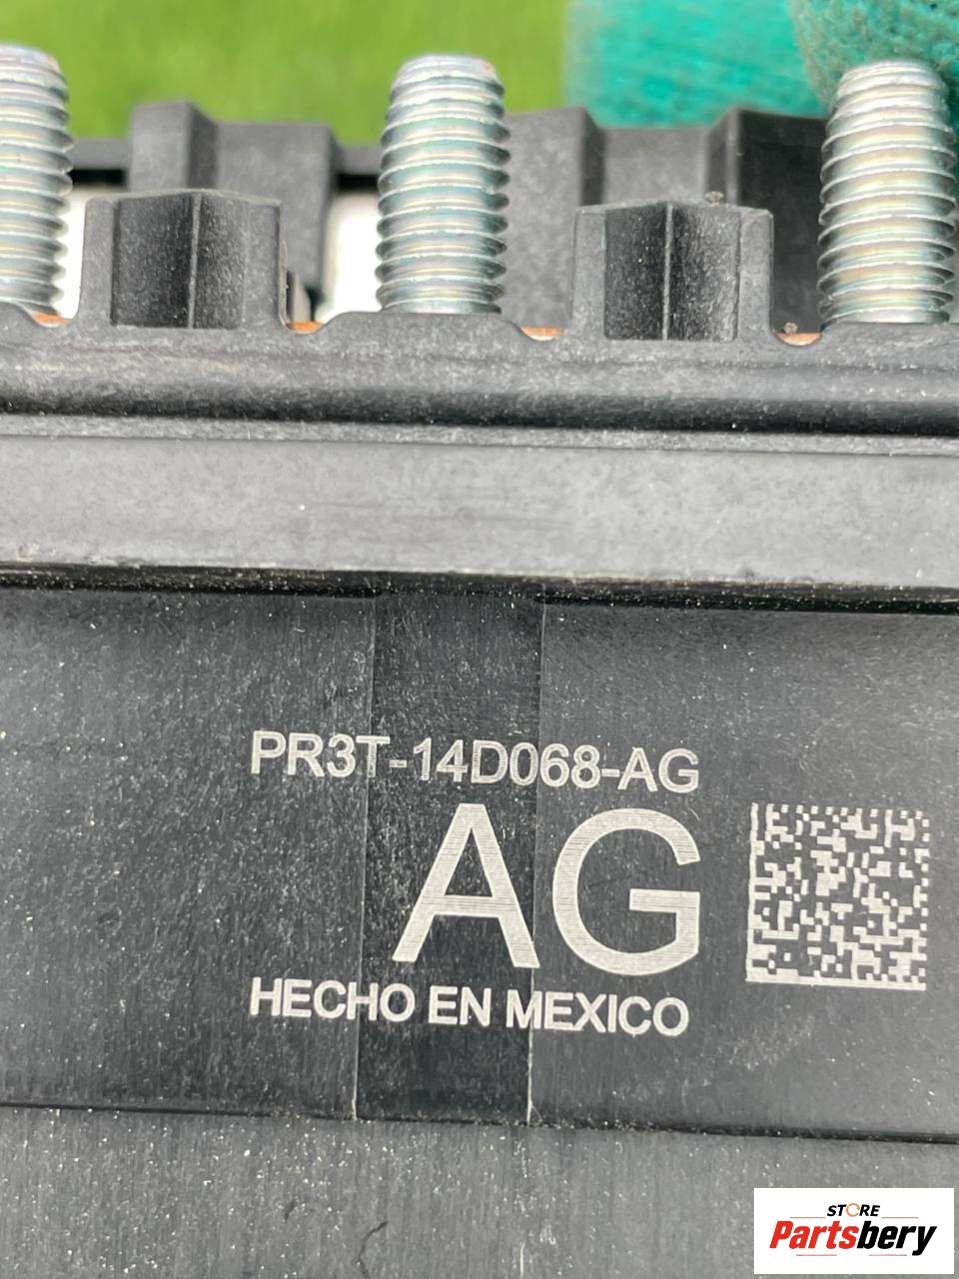 PR3T-14D068-AG
AG
HECHO EN MEXICO
STORE
Partsbery